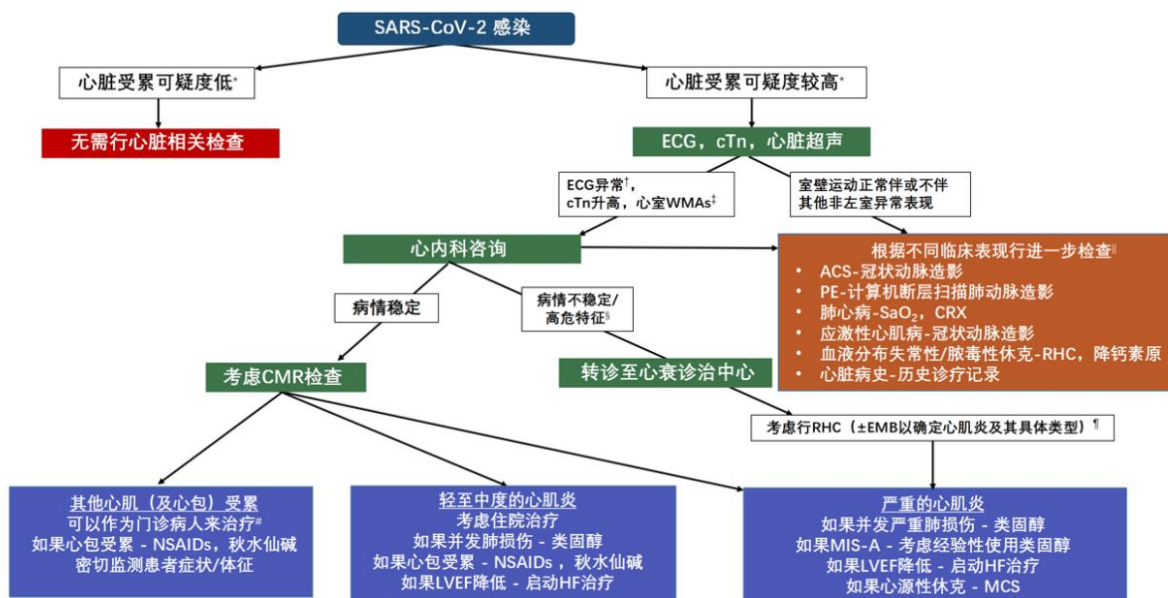 SARS-CoV-2 感染
心脏受累可疑度低*
心脏受累可疑度较高*
无需行心脏相关检查
ECG，cTn，心脏超声
ECG异常†，
cTn升高，心室WMAs‡
室壁运动正常伴或不伴
其他非左室异常表现
心内科咨询
根据不同临床表现行进一步检查||
• ACS-冠状动脉造影
• PE-计算机断层扫描肺动脉造影
• 肺心病-SaO₂，CRX
• 应激性心肌病-冠状动脉造影
• 血液分布失常性/脓毒性休克-RHC，降钙素原
• 心脏病史-历史诊疗记录
病情稳定
病情不稳定/
高危特征§
考虑CMR检查
转诊至心衰诊治中心
考虑行RHC（±EMB以确定心肌炎及其具体类型）¶
其他心肌（及心包）受累
可以作为门诊病人来治疗#
如果心包受累 - NSAIDs，秋水仙碱
密切监测患者症状/体征
轻至中度的心肌炎
考虑住院治疗
如果并发肺损伤 - 类固醇
如果心包受累 - NSAIDs ，秋水仙碱
如果LVEF降低 - 启动HF治疗
严重的心肌炎
如果并发严重肺损伤 - 类固醇
如果MIS-A - 考虑经验性使用类固醇
如果LVEF降低 - 启动HF治疗
如果心源性休克 - MCS